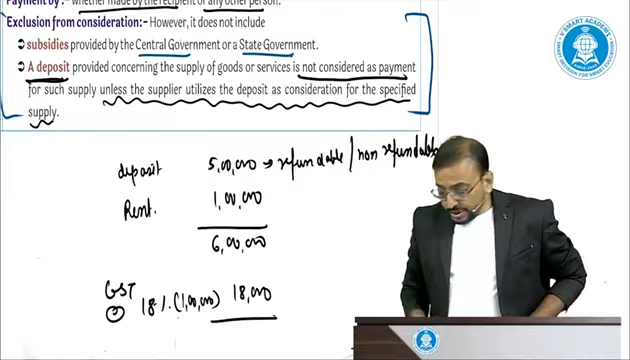 Payment by:- whether made by the recipient or any other person.
Exclusion from consideration:- However, it does not include
➲ subsidies provided by the Central Government or a State Government.
➲ A deposit provided concerning the supply of goods or services is not considered as payment
for such supply unless the supplier utilizes the deposit as consideration for the specified
supply.
deposit 5,00,000 → refundable / non refundable
Rent. 1,00,000
6,00,000
GST
18%. (1,00,000) 18,000
V'SMART ACADEMY